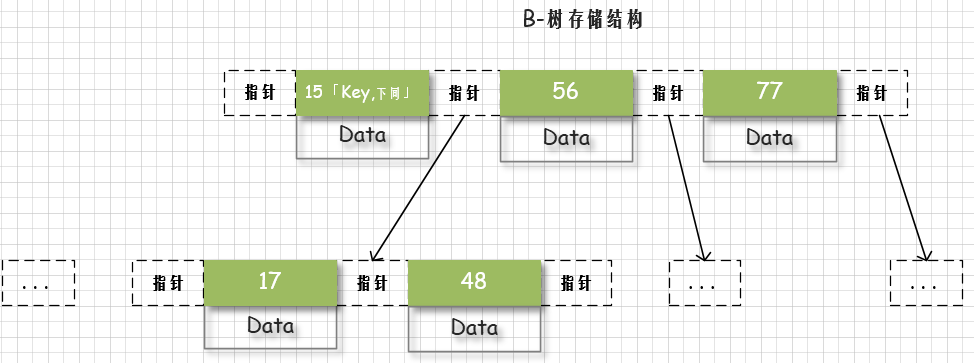 B-树存储结构
指针 15「Key,下同」 指针 56 指针 77 指针
Data Data Data
... 指针 17 指针 48 指针 ... ...
Data Data